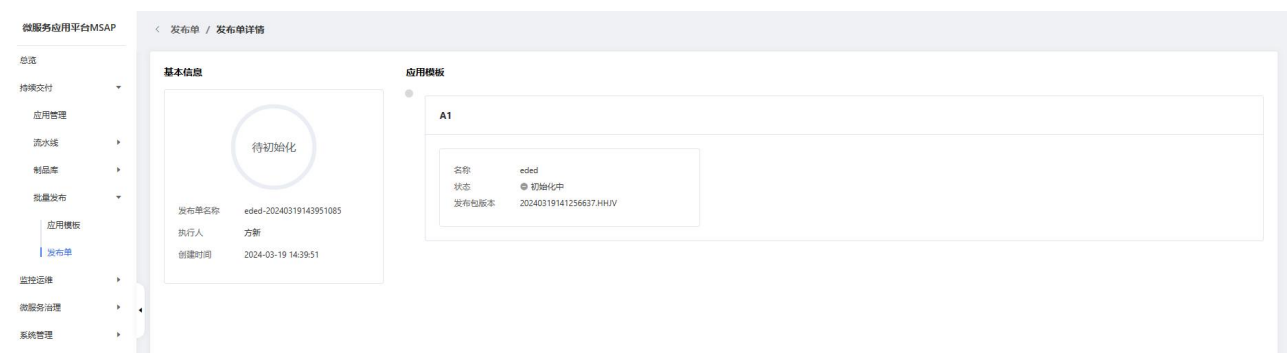 微服务应用平台MSAP
总览
持续交付
应用管理
流水线
制品库
批量发布
应用模板
发布单
监控运维
微服务治理
系统管理
发布单 / 发布单详情
基本信息
待初始化
发布单名称 eded-20240319143951085
执行人 方新
创建时间 2024-03-19 14:39:51
应用模板
A1
名称 eded
状态 初始化中
发布包版本 20240319141256637.HHJV